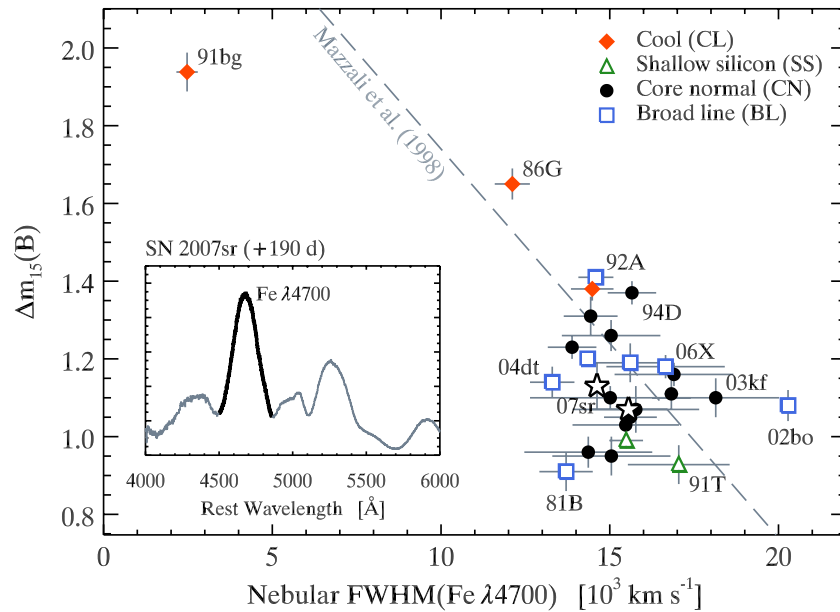 2.0
1.8
1.6
1.4
1.2
1.0
0.8
Δm15(B)
91bg
Mazzali et al. (1998)
Cool (CL)
Shallow silicon (SS)
Core normal (CN)
Broad line (BL)
86G
92A
94D
06X
04dt
03kf
07sr
02bo
81B
91T
SN 2007sr (+190 d)
Fe λ4700
4000 4500 5000 5500 6000
Rest Wavelength [Å]
0 5 10 15 20
Nebular FWHM(Fe λ4700) [10³ km s⁻¹]